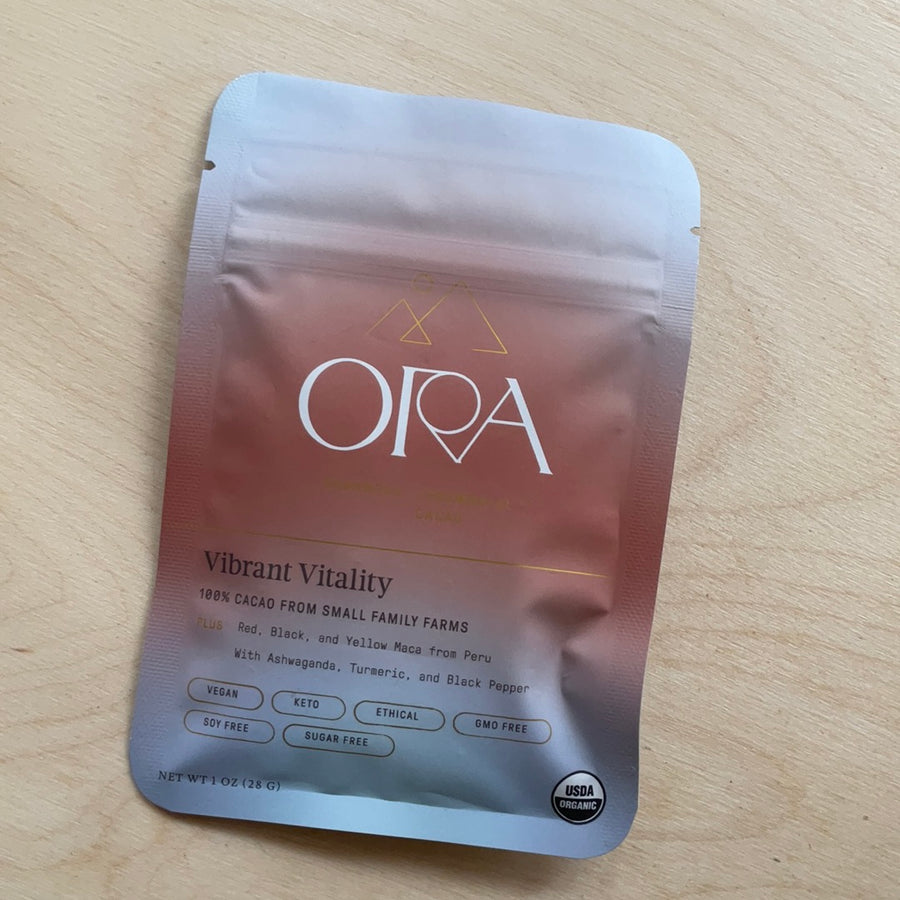 ORA
CACAO
Vibrant Vitality
100% CACAO FROM SMALL FAMILY FARMS
PLUS Red, Black, and Yellow Maca from Peru
With Ashwaganda, Turmeric, and Black Pepper
VEGAN KETO ETHICAL GMO FREE
SOY FREE SUGAR FREE
NET WT 1 OZ (28 G)
USDA
ORGANIC